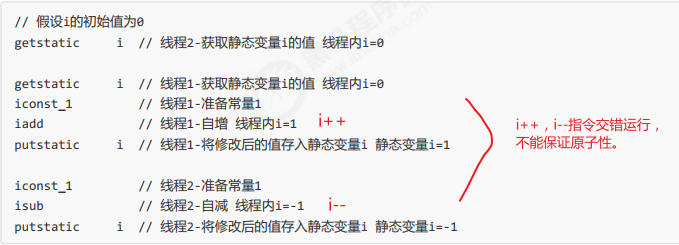 // 假设i的初始值为0
getstatic i // 线程2-获取静态变量i的值 线程内i=0
getstatic i // 线程1-获取静态变量i的值 线程内i=0
iconst_1 // 线程1-准备常量1
iadd // 线程1-自增 线程内i=1 i++
putstatic i // 线程1-将修改后的值存入静态变量i 静态变量i=1
iconst_1 // 线程2-准备常量1
isub // 线程2-自减 线程内i=-1 i--
putstatic i // 线程2-将修改后的值存入静态变量i 静态变量i=-1
i++，i--指令交错运行，
不能保证原子性。